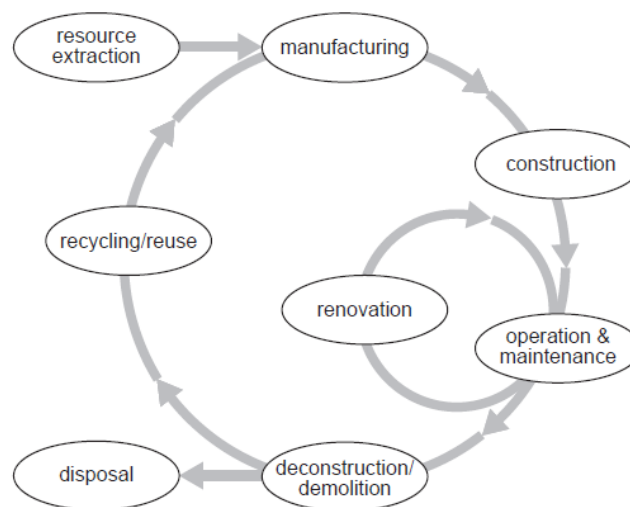 resource
extraction
manufacturing
construction
recycling/reuse
renovation
operation &
maintenance
disposal
deconstruction/
demolition